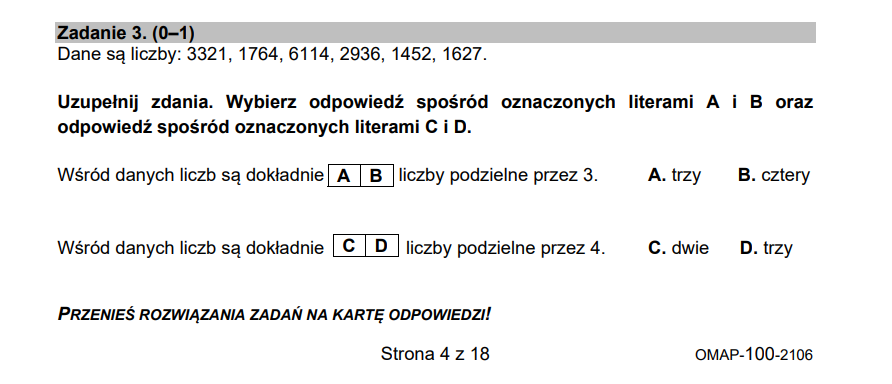 Zadanie 3. (0–1)
Dane są liczby: 3321, 1764, 6114, 2936, 1452, 1627.
Uzupełnij zdania. Wybierz odpowiedź spośród oznaczonych literami A i B oraz
odpowiedź spośród oznaczonych literami C i D.
Wśród danych liczb są dokładnie A B liczby podzielne przez 3. A. trzy B. cztery
Wśród danych liczb są dokładnie C D liczby podzielne przez 4. C. dwie D. trzy
PRZENIEŚ ROZWIĄZANIA ZADAŃ NA KARTĘ ODPOWIEDZI!
Strona 4 z 18 OMAP-100-2106